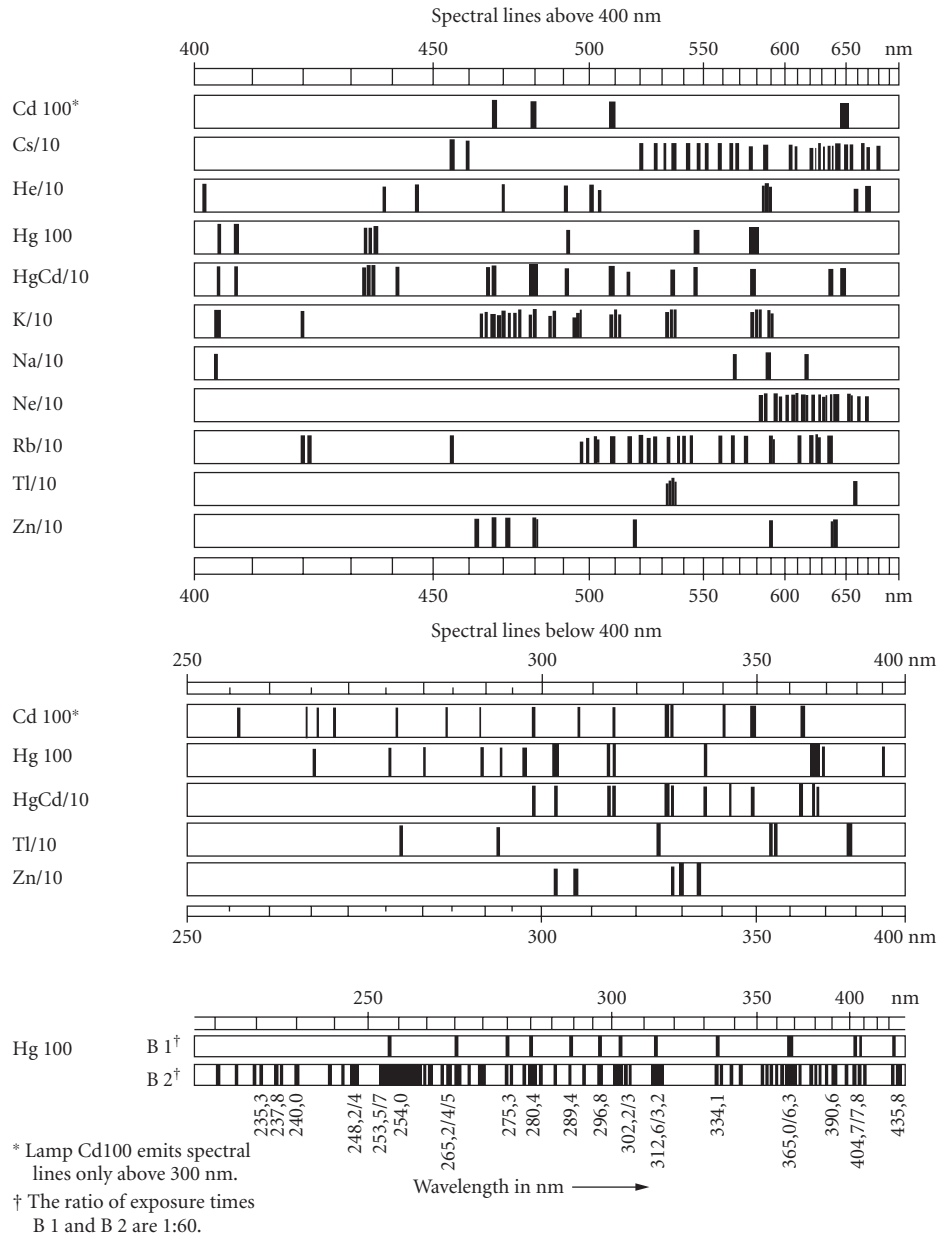 Spectral lines above 400 nm
400 450 500 550 600 650 nm
Cd 100*
Cs/10
He/10
Hg 100
HgCd/10
K/10
Na/10
Ne/10
Rb/10
Tl/10
Zn/10
400 450 500 550 600 650 nm
Spectral lines below 400 nm
250 300 350 400 nm
Cd 100*
Hg 100
HgCd/10
Tl/10
Zn/10
250 300 350 400 nm
250 300 350 400 nm
Hg 100 B 1†
B 2†
235,3 237,8 240,0 248,2/4 253,5/7 254,0 265,2/4/5 275,3 280,4 289,4 296,8 302,2/3 312,6/3,2 334,1 365,0/6,3 390,6 404,7/7,8 435,8
Wavelength in nm
* Lamp Cd100 emits spectral
lines only above 300 nm.
† The ratio of exposure times
B 1 and B 2 are 1:60.